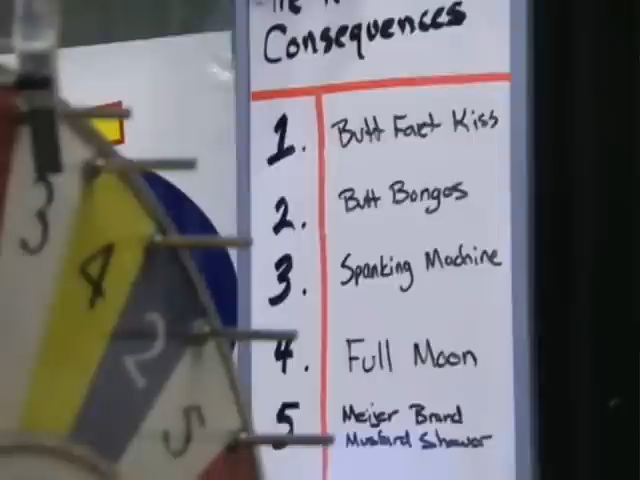 Consequences
1. Butt Fart Kiss
2. Butt Bongos
3. Spanking Machine
4. Full Moon
5 Meijer Brand
Mustard Shower
3
4
2
5